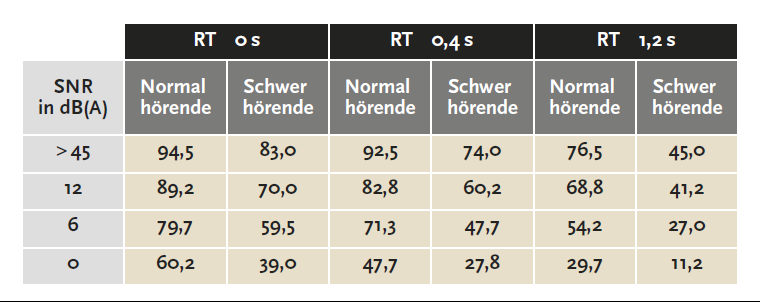 RT 0 s RT 0,4 s RT 1,2 s
SNR in dB(A) Normal hörende Schwer hörende Normal hörende Schwer hörende Normal hörende Schwer hörende
> 45 94,5 83,0 92,5 74,0 76,5 45,0
12 89,2 70,0 82,8 60,2 68,8 41,2
6 79,7 59,5 71,3 47,7 54,2 27,0
0 60,2 39,0 47,7 27,8 29,7 11,2